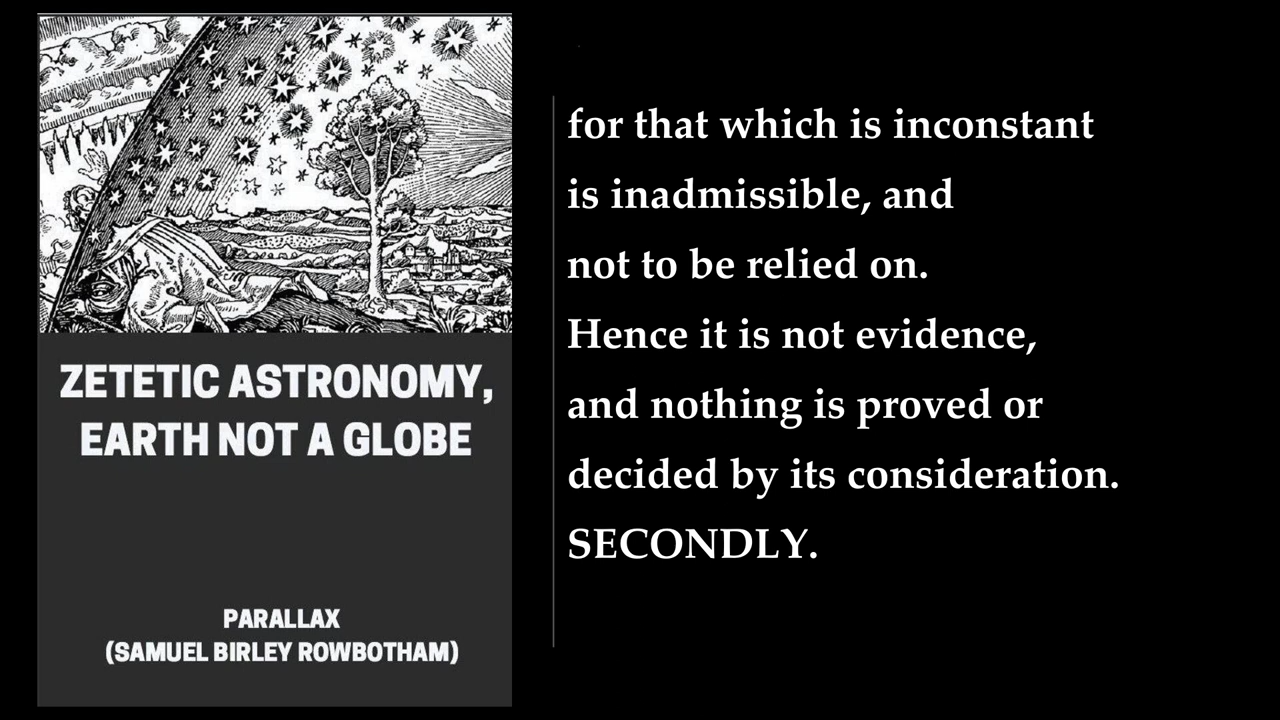 ZETETIC ASTRONOMY,
EARTH NOT A GLOBE
PARALLAX
(SAMUEL BIRLEY ROWBOTHAM)
for that which is inconstant
is inadmissible, and
not to be relied on.
Hence it is not evidence,
and nothing is proved or
decided by its consideration.
SECONDLY.